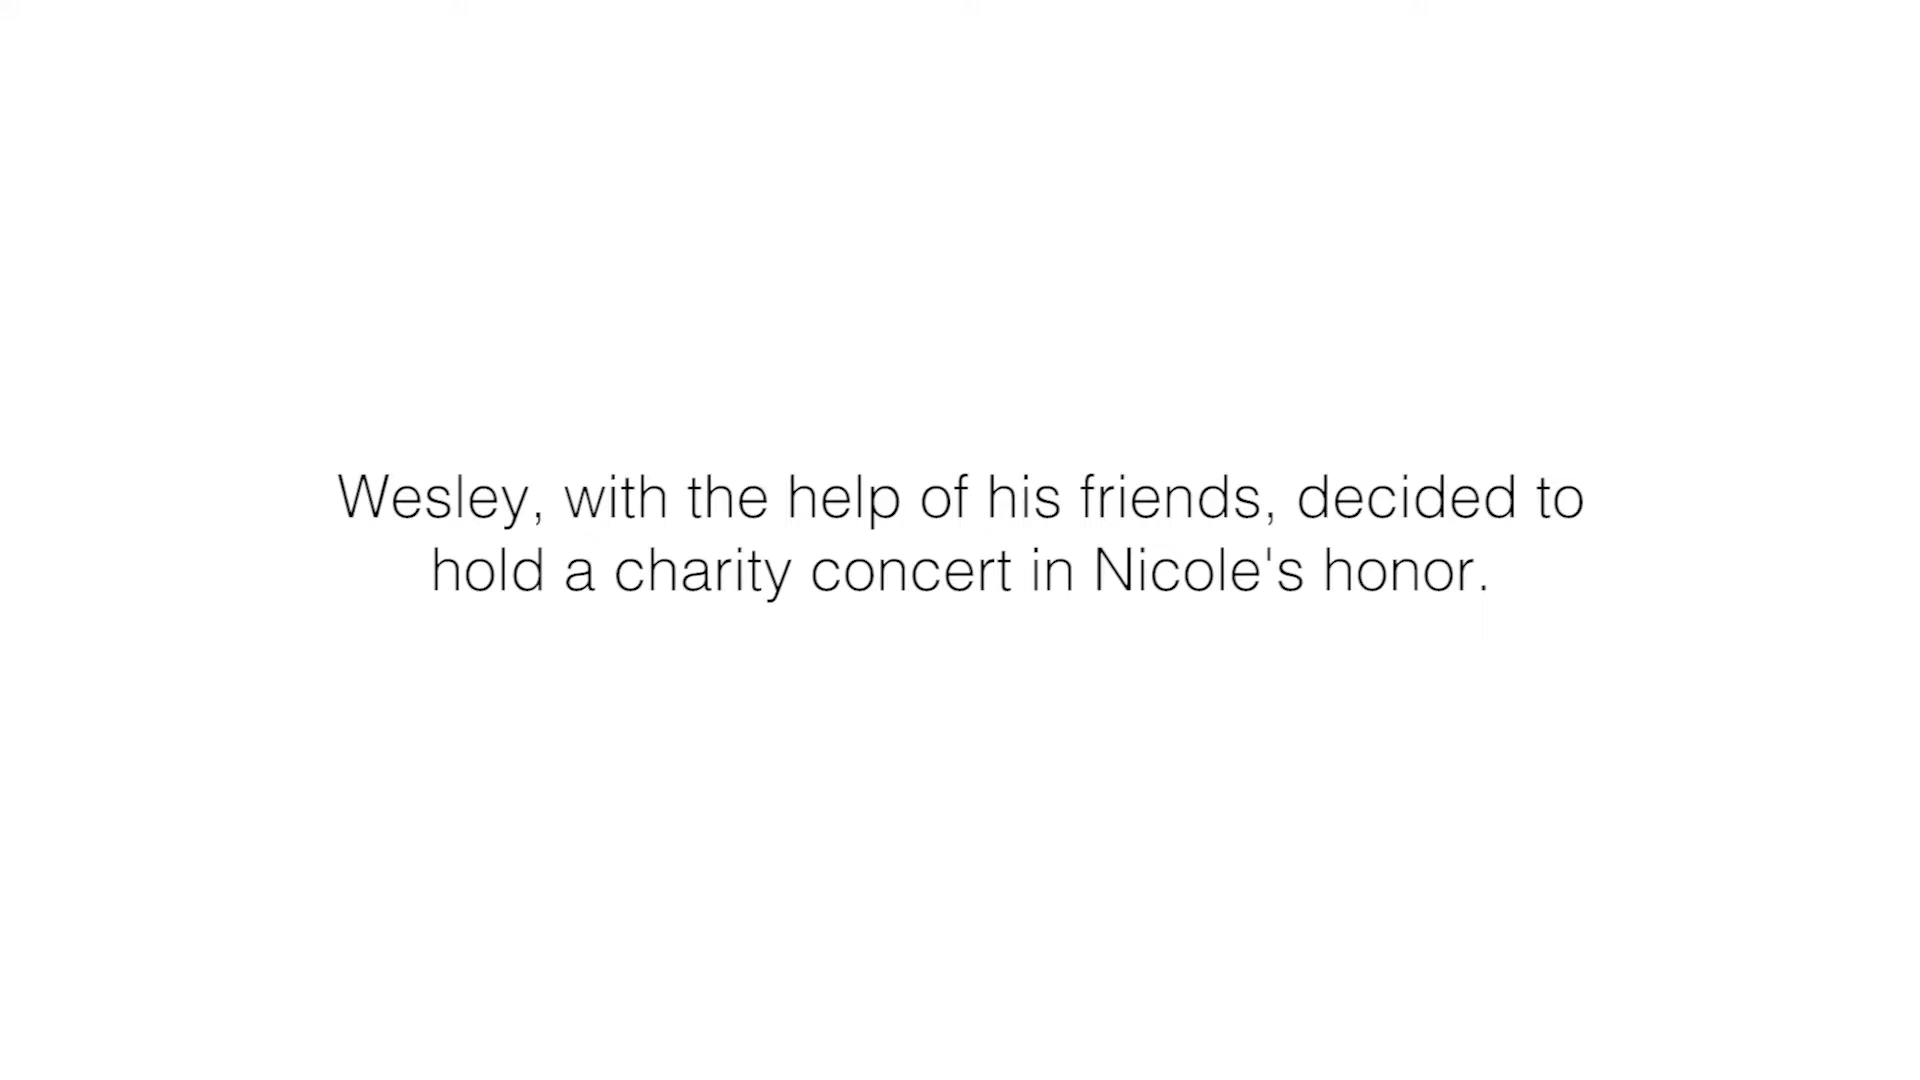 Wesley, with the help of his friends, decided to
hold a charity concert in Nicole's honor.